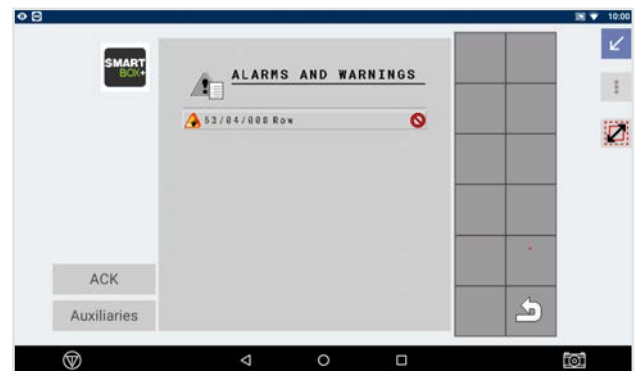 10:00
SMART
BOX+
ALARMS AND WARNINGS
53/04/008 Row
ACK
Auxiliaries